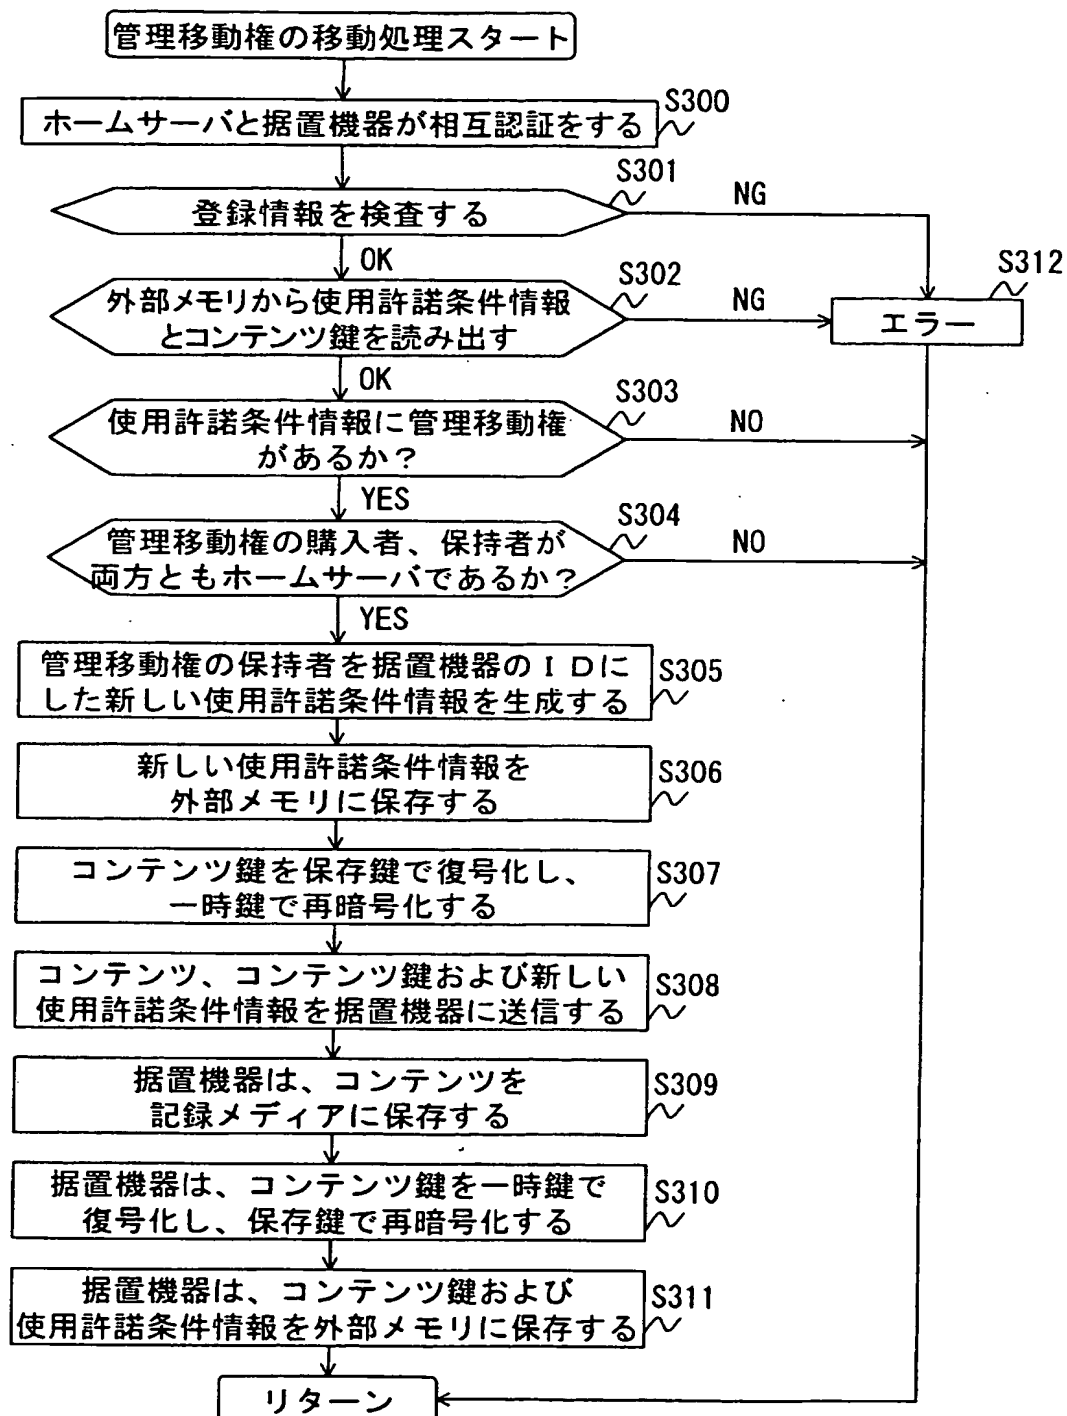 管理移動権の移動処理スタート
S300
ホームサーバと据置機器が相互認証をする
S301
NG
登録情報を検査する
OK
S302
NG
S312
外部メモリから使用許諾条件情報
とコンテンツ鍵を読み出す
エラー
OK
S303
NO
使用許諾条件情報に管理移動権
があるか?
YES
S304
NO
管理移動権の購入者、保持者が
両方ともホームサーバであるか?
YES
管理移動権の保持者を据置機器のIDに
した新しい使用許諾条件情報を生成する
S305
新しい使用許諾条件情報を
外部メモリに保存する
S306
コンテンツ鍵を保存鍵で復号化し、
一時鍵で再暗号化する
S307
コンテンツ、コンテンツ鍵および新しい
使用許諾条件情報を据置機器に送信する
S308
据置機器は、コンテンツを
記録メディアに保存する
S309
据置機器は、コンテンツ鍵を一時鍵で
復号化し、保存鍵で再暗号化する
S310
据置機器は、コンテンツ鍵および
使用許諾条件情報を外部メモリに保存する
S311
リターン